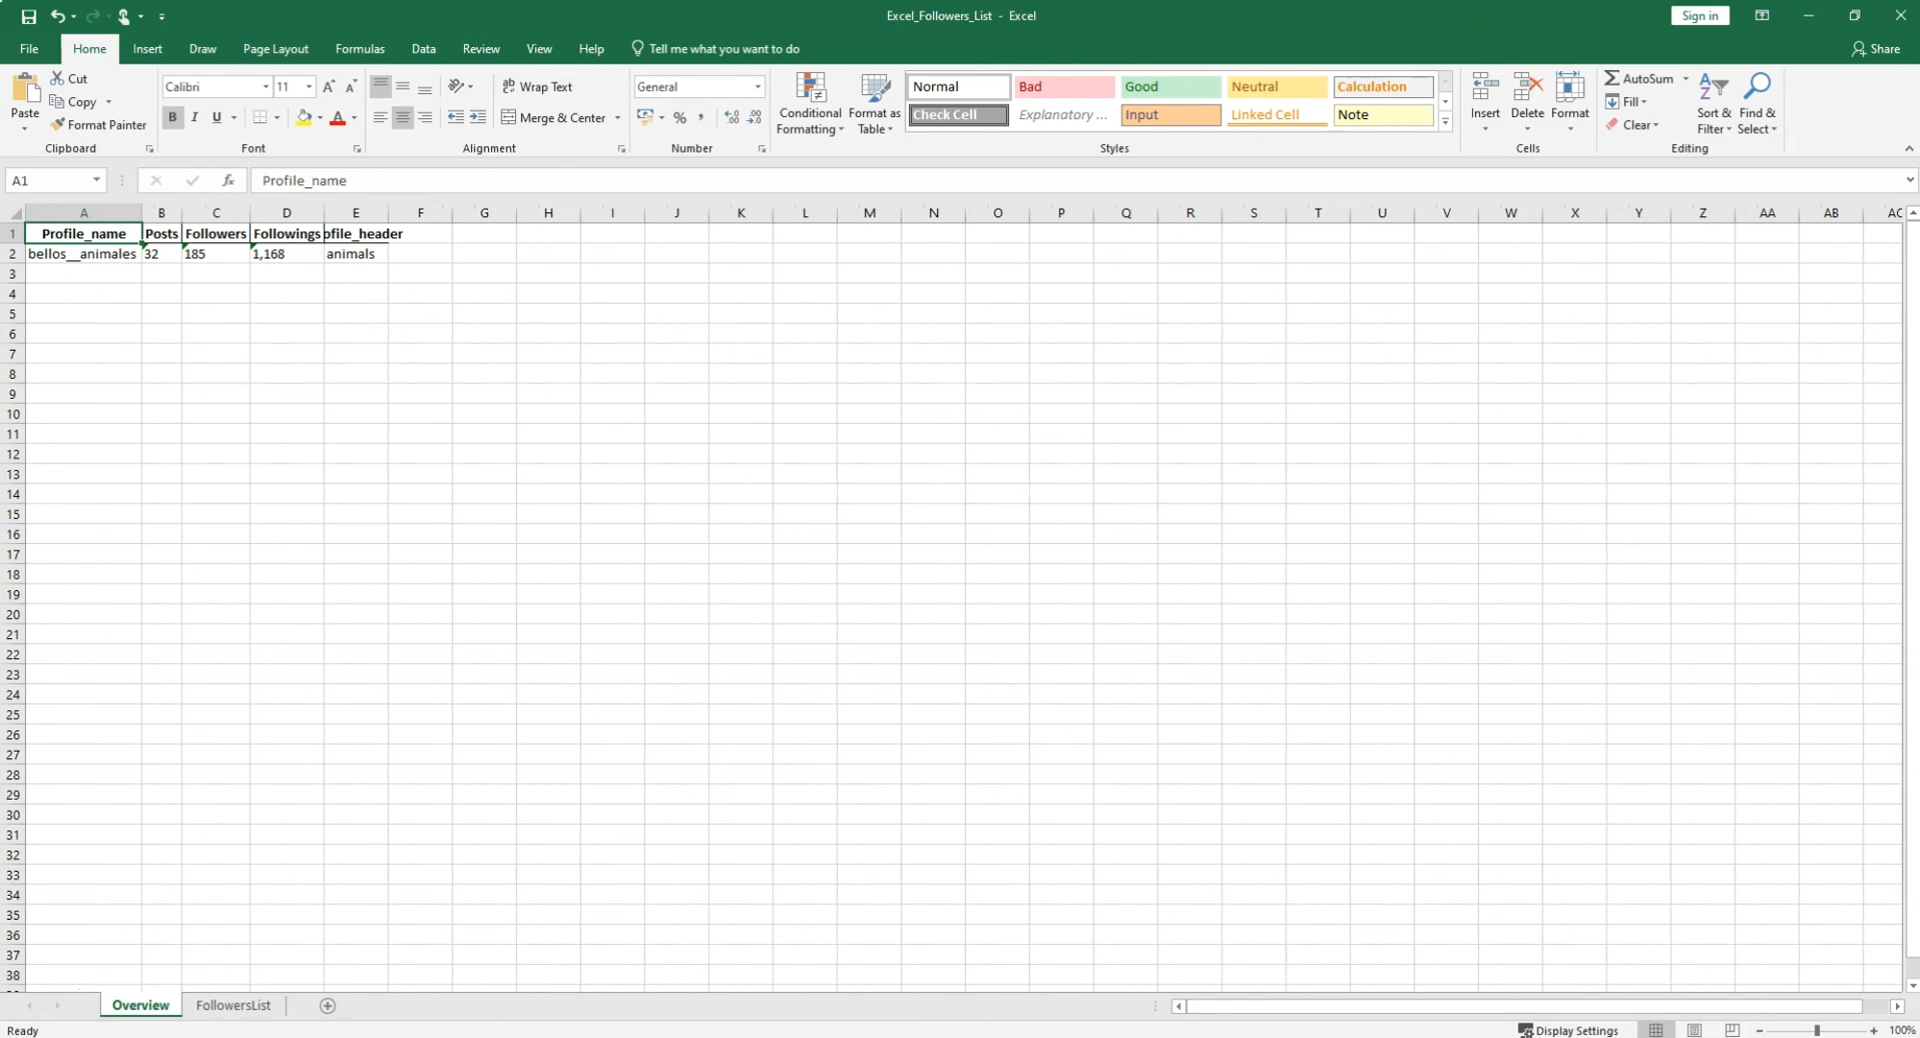 Excel_Followers_List - Excel
Sign in
File Home Insert Draw Page Layout Formulas Data Review View Help Tell me what you want to do Share
Paste Cut Copy Format Painter
Clipboard
Calibri 11 A A
B I U A
Font
Wrap Text
Merge & Center
Alignment
General
% ,
Number
Conditional Formatting
Format as Table
Normal Bad Good Neutral Calculation
Check Cell Explanatory ... Input Linked Cell Note
Styles
Insert Delete Format
Cells
AutoSum
Fill
Clear
Sort & Filter
Find & Select
Editing
A1 fx Profile_name
A B C D E F G H I J K L M N O P Q R S T U V W X Y Z AA AB AC
1 Profile_name Posts Followers Followings ofile_header
2 bellos__animales 32 185 1,168 animals
3
4
5
6
7
8
9
10
11
12
13
14
15
16
17
18
19
20
21
22
23
24
25
26
27
28
29
30
31
32
33
34
35
36
37
38
Overview FollowersList
Ready Display Settings 100%